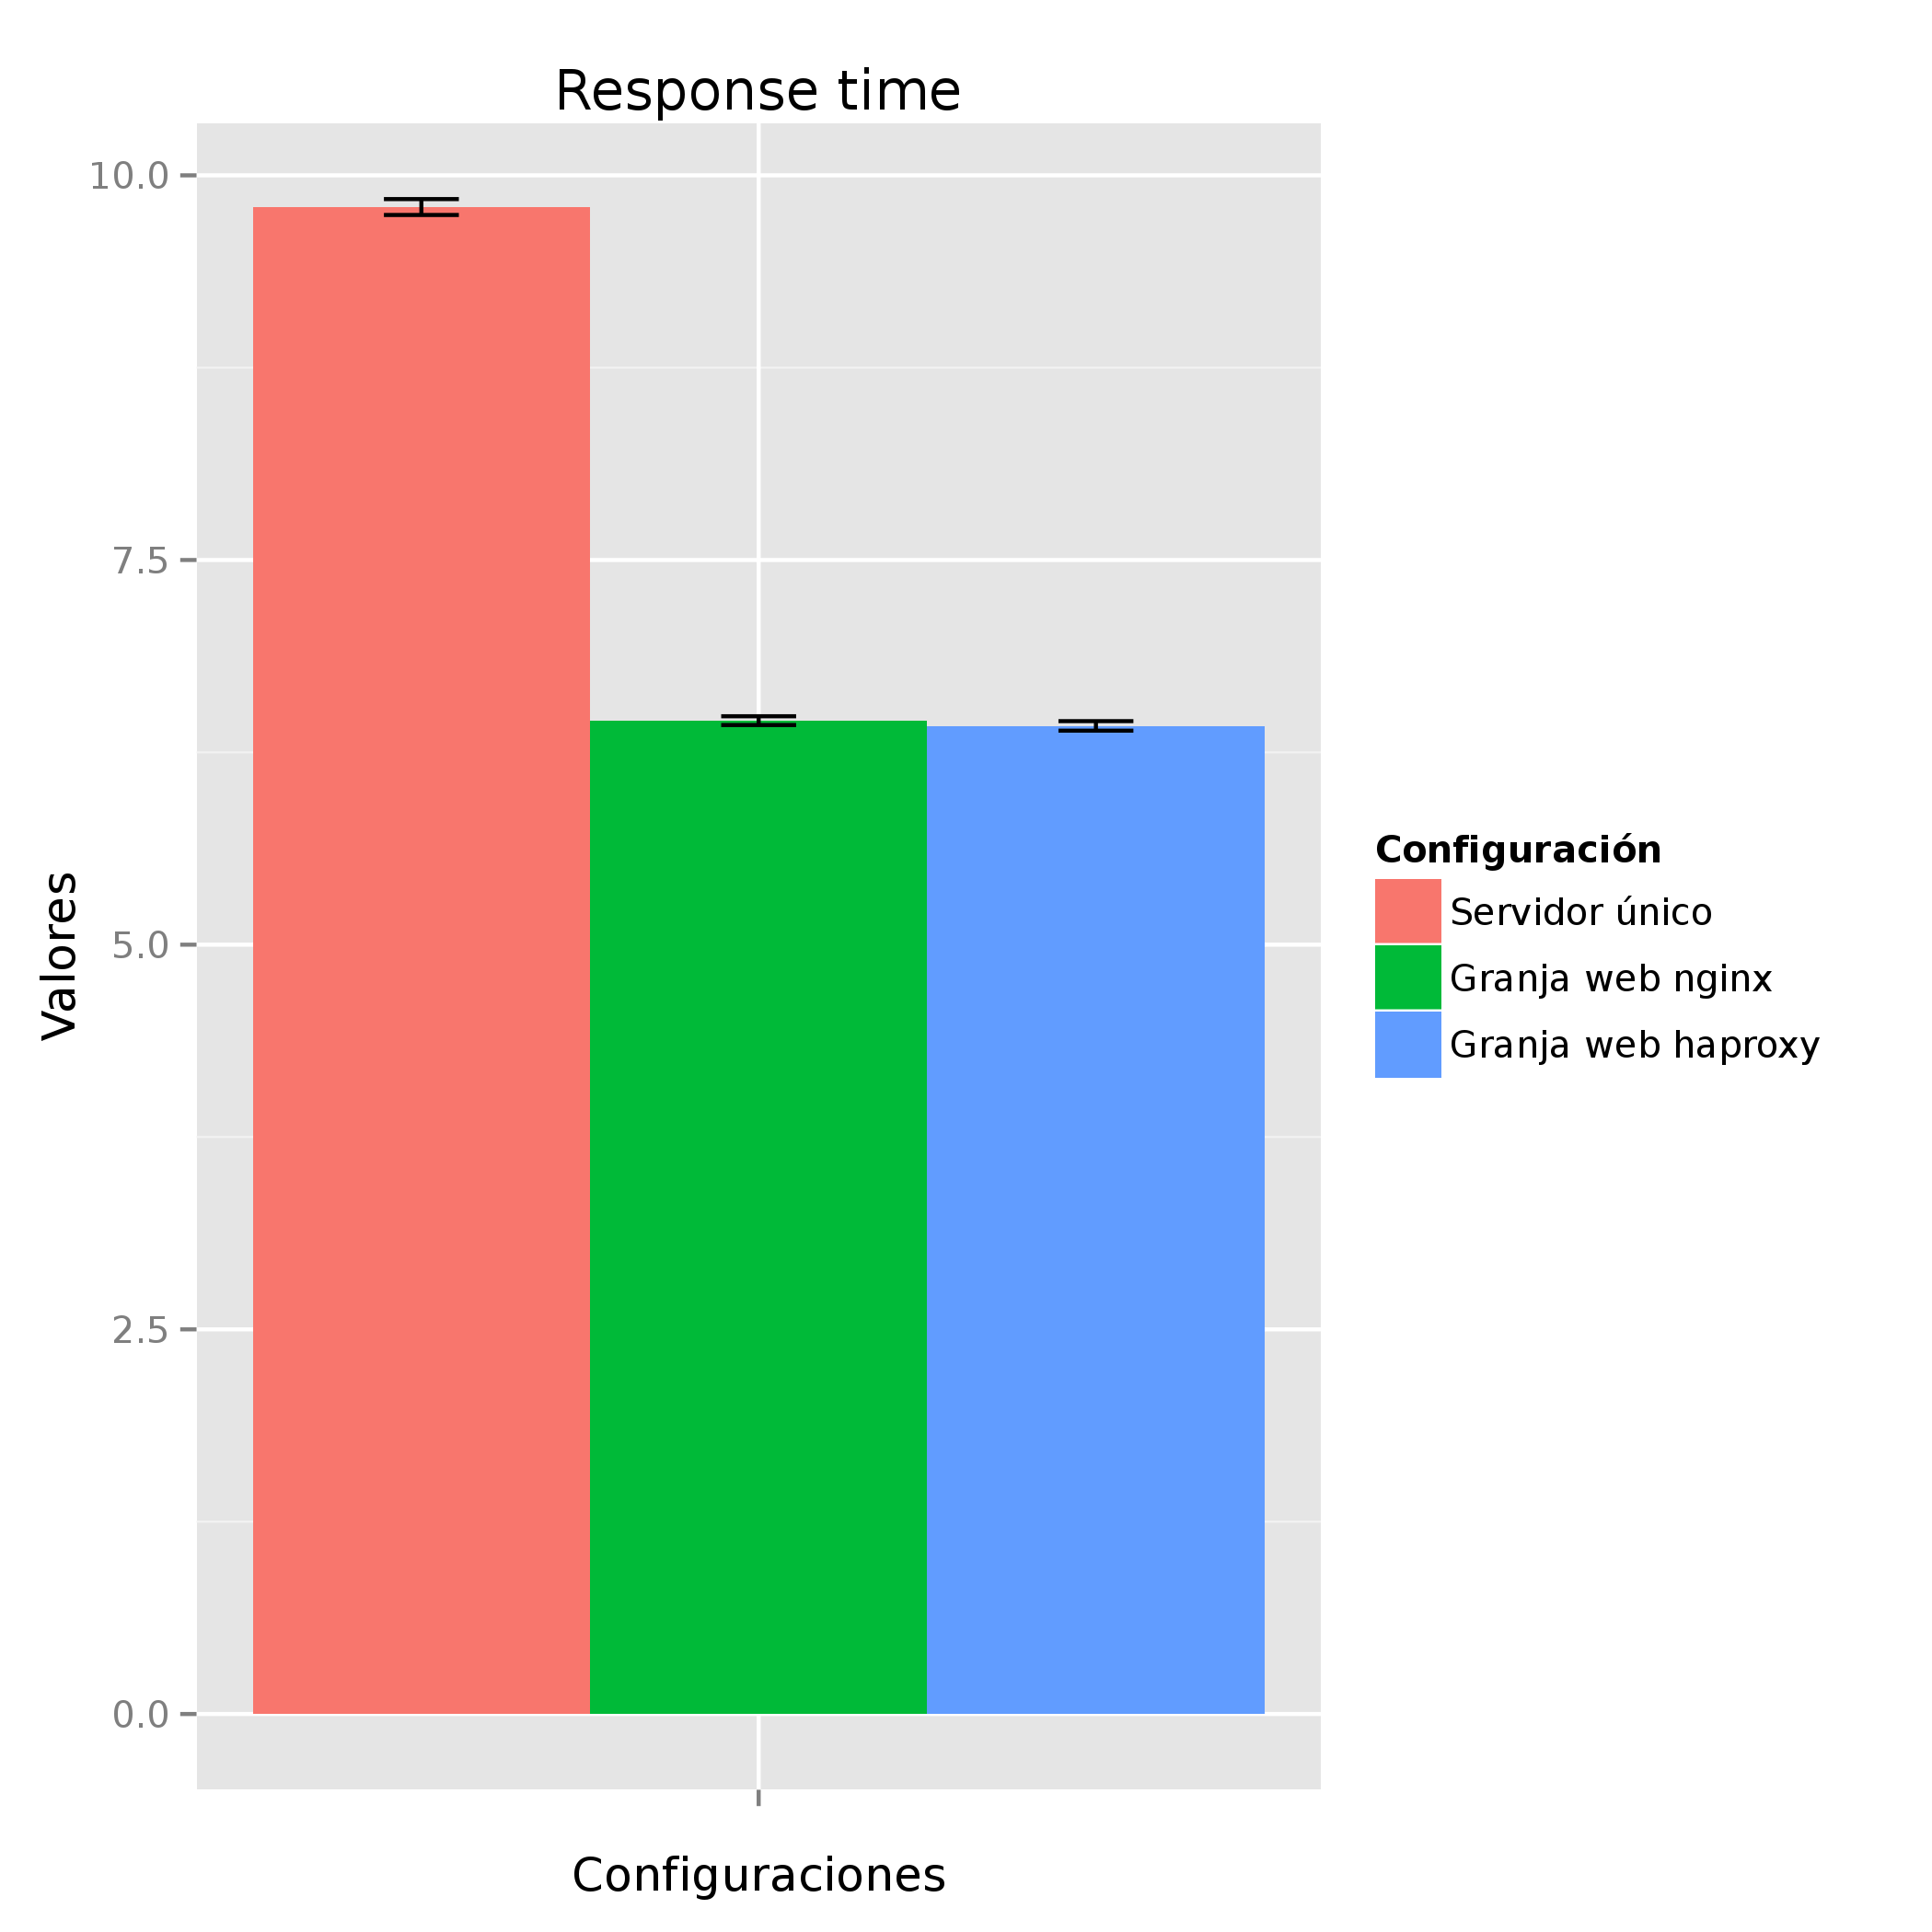 Response time
10.0
7.5
5.0
2.5
0.0
Valores
Configuraciones
Configuración
Servidor único
Granja web nginx
Granja web haproxy